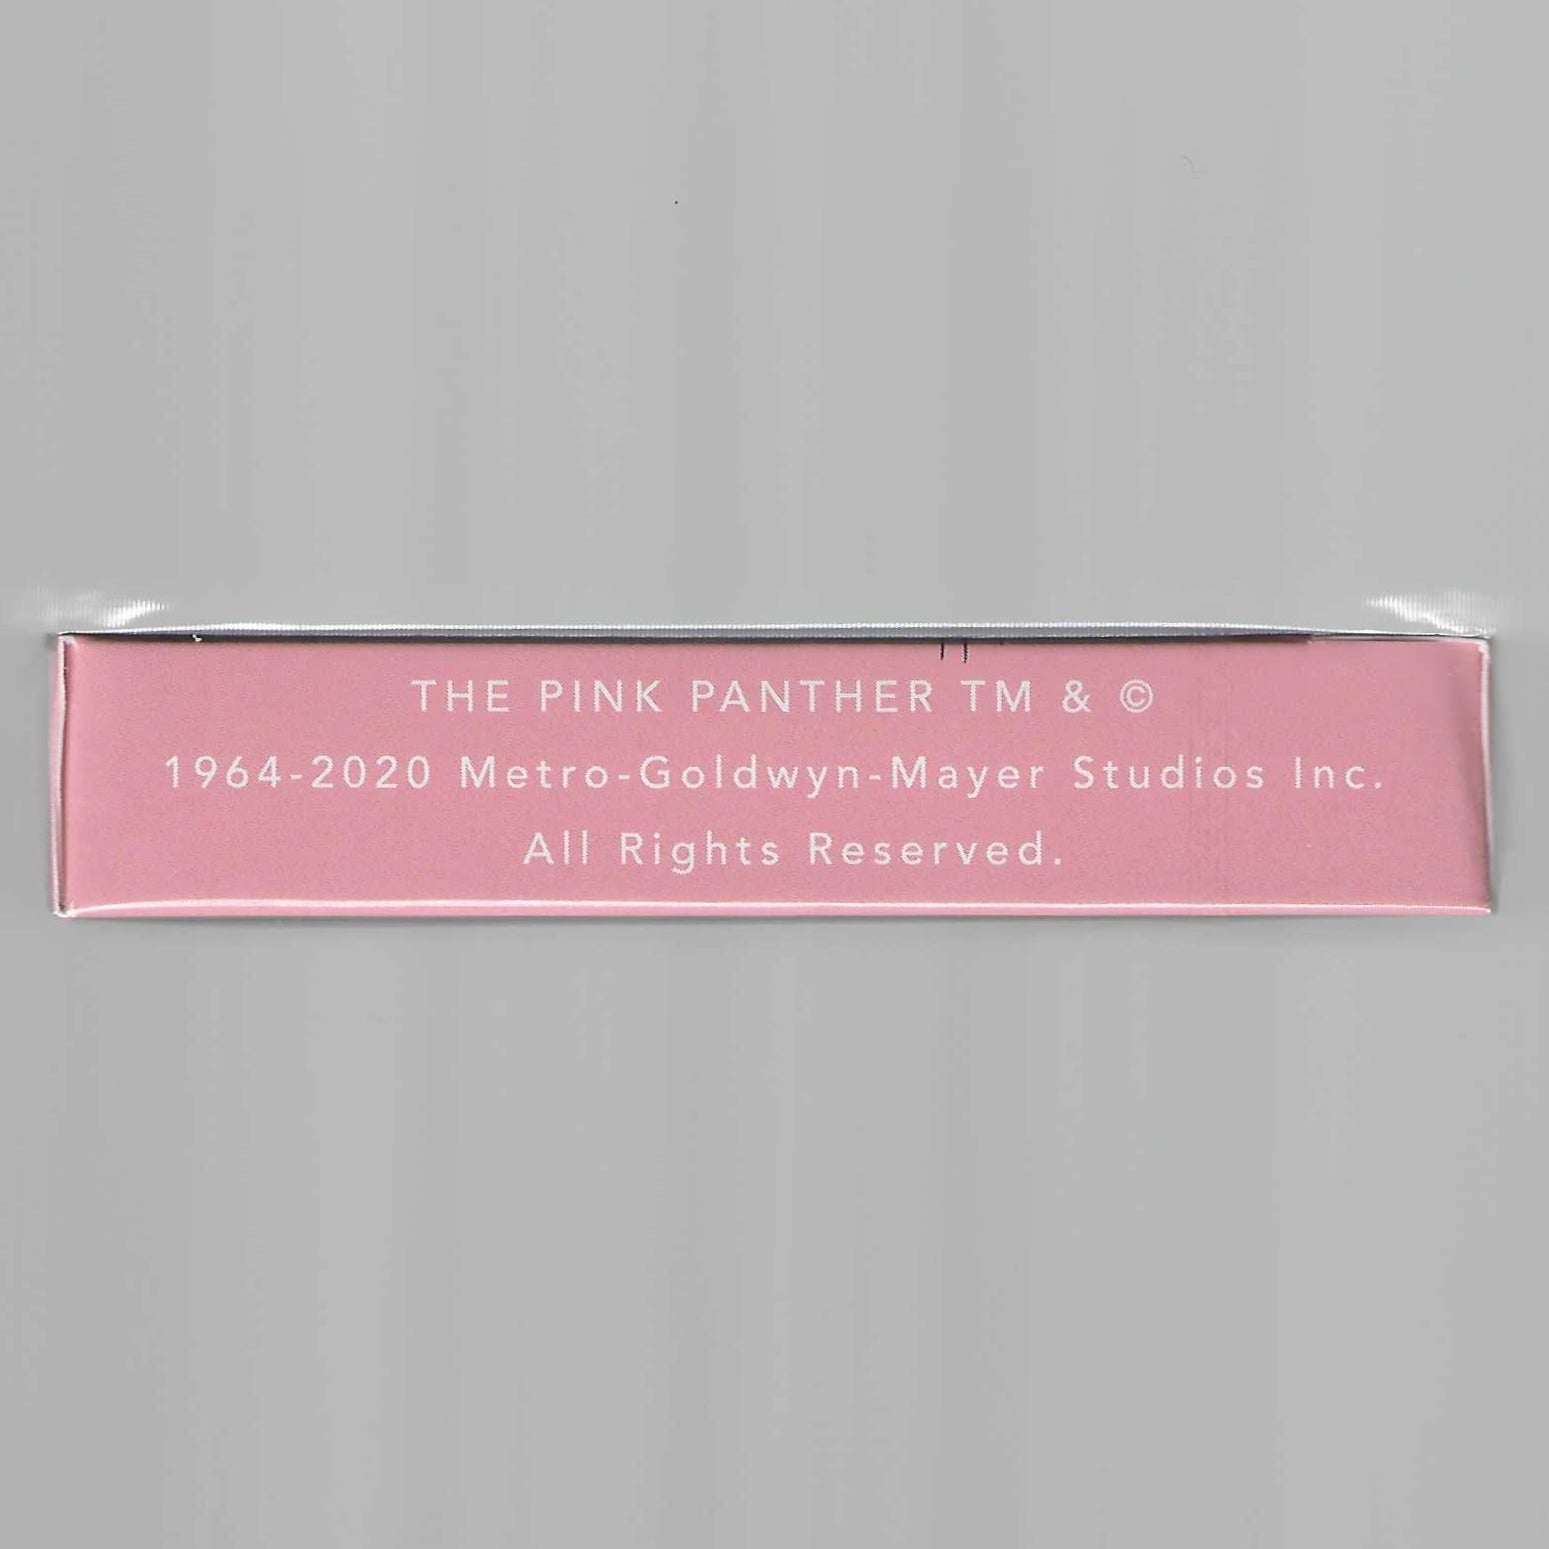 THE PINK PANTHER TM & ©
1964-2020 Metro-Goldwyn-Mayer Studios Inc.
All Rights Reserved.